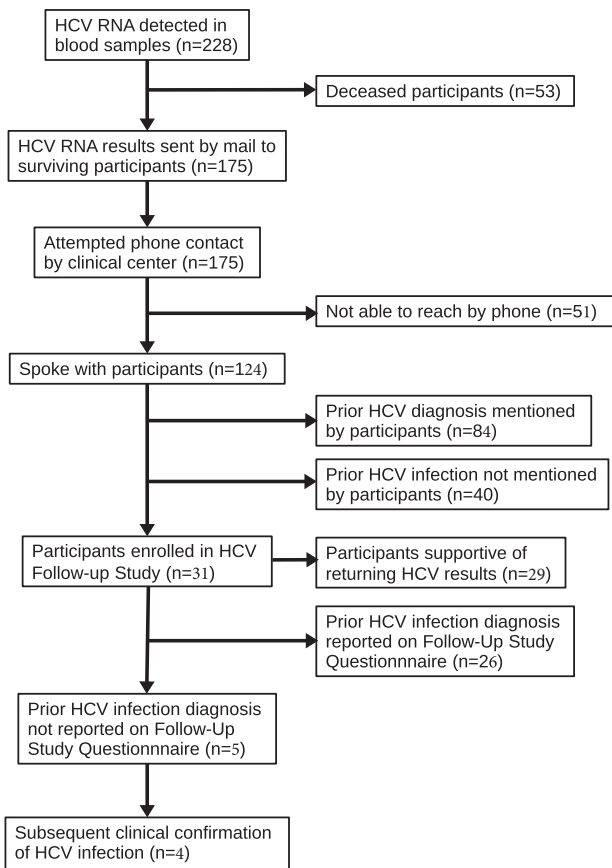 HCV RNA detected in
blood samples (n=228)
Deceased participants (n=53)
HCV RNA results sent by mail to
surviving participants (n=175)
Attempted phone contact
by clinical center (n=175)
Not able to reach by phone (n=51)
Spoke with participants (n=124)
Prior HCV diagnosis mentioned
by participants (n=84)
Prior HCV infection not mentioned
by participants (n=40)
Participants enrolled in HCV
Follow-up Study (n=31)
Participants supportive of
returning HCV results (n=29)
Prior HCV infection diagnosis
reported on Follow-Up Study
Questionnnaire (n=26)
Prior HCV infection diagnosis
not reported on Follow-Up
Study Questionnnaire (n=5)
Subsequent clinical confirmation
of HCV infection (n=4)